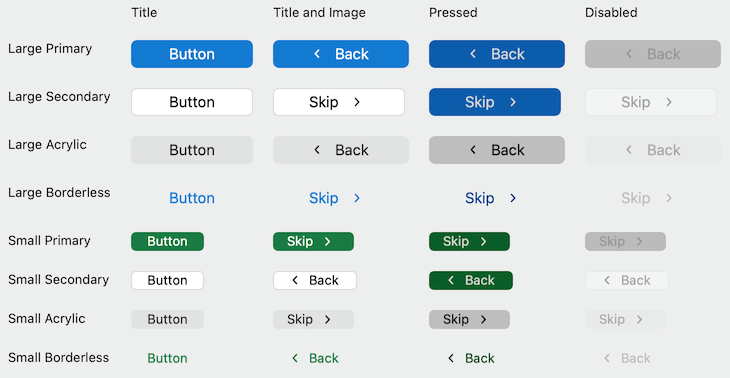 Title Title and Image Pressed Disabled
Large Primary Button Back Back Back
Large Secondary Button Skip Skip Skip
Large Acrylic Button Back Back Back
Large Borderless Button Skip Skip Skip
Small Primary Button Skip Skip Skip
Small Secondary Button Back Back Back
Small Acrylic Button Skip Skip Skip
Small Borderless Button Back Back Back